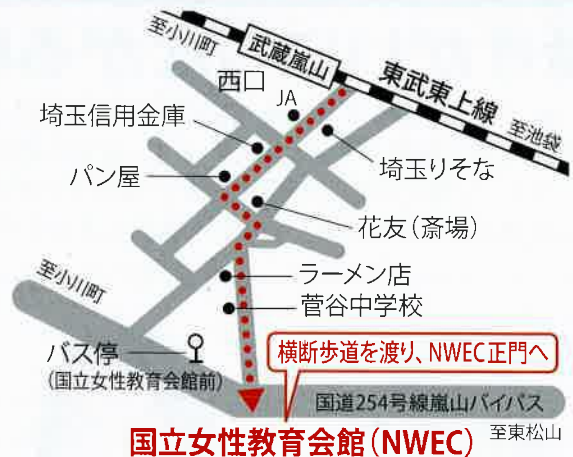 至小川町
武蔵嵐山
東武東上線
至池袋
西口
JA
埼玉信用金庫
埼玉りそな
パン屋
花友（斎場）
ラーメン店
菅谷中学校
至小川町
バス停
（国立女性教育会館前）
横断歩道を渡り、NWEC正門へ
国道254号線嵐山バイパス
国立女性教育会館（NWEC）
至東松山